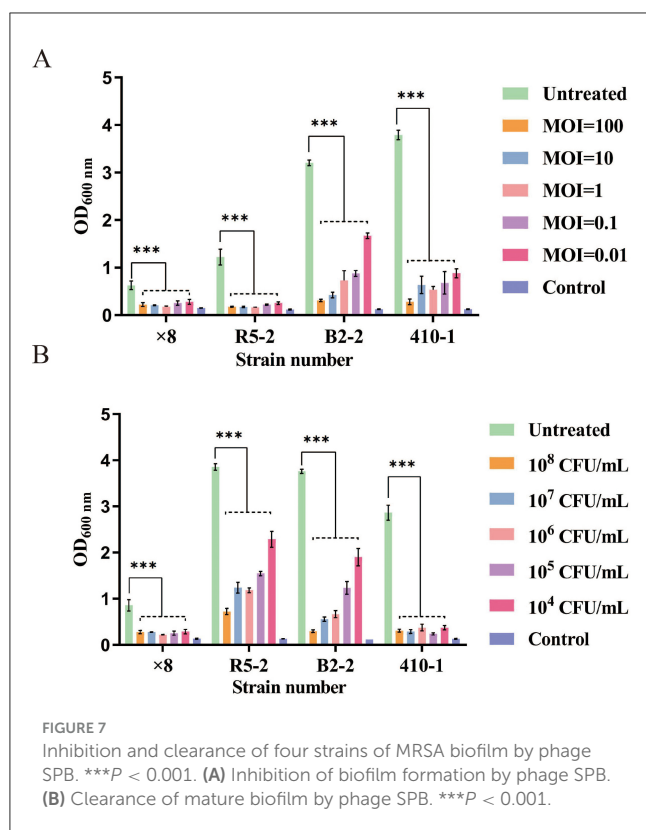 A
5
4
3
2
1
0
OD600 nm
***
***
***
***
×8
R5-2
B2-2
410-1
Strain number
Untreated
MOI=100
MOI=10
MOI=1
MOI=0.1
MOI=0.01
Control
B
5
4
3
2
1
0
OD600 nm
***
***
***
***
×8
R5-2
B2-2
410-1
Strain number
Untreated
10⁸ CFU/mL
10⁷ CFU/mL
10⁶ CFU/mL
10⁵ CFU/mL
10⁴ CFU/mL
Control
FIGURE 7
Inhibition and clearance of four strains of MRSA biofilm by phage
SPB. ***P < 0.001. (A) Inhibition of biofilm formation by phage SPB.
(B) Clearance of mature biofilm by phage SPB. ***P < 0.001.